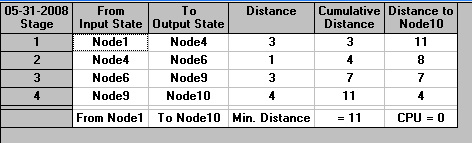 05-31-2008 From To Distance Cumulative Distance to
Stage Input State Output State Distance Node10
1 Node1 Node4 3 3 11
2 Node4 Node6 1 4 8
3 Node6 Node9 3 7 7
4 Node9 Node10 4 11 4
From Node1 To Node10 Min. Distance = 11 CPU = 0